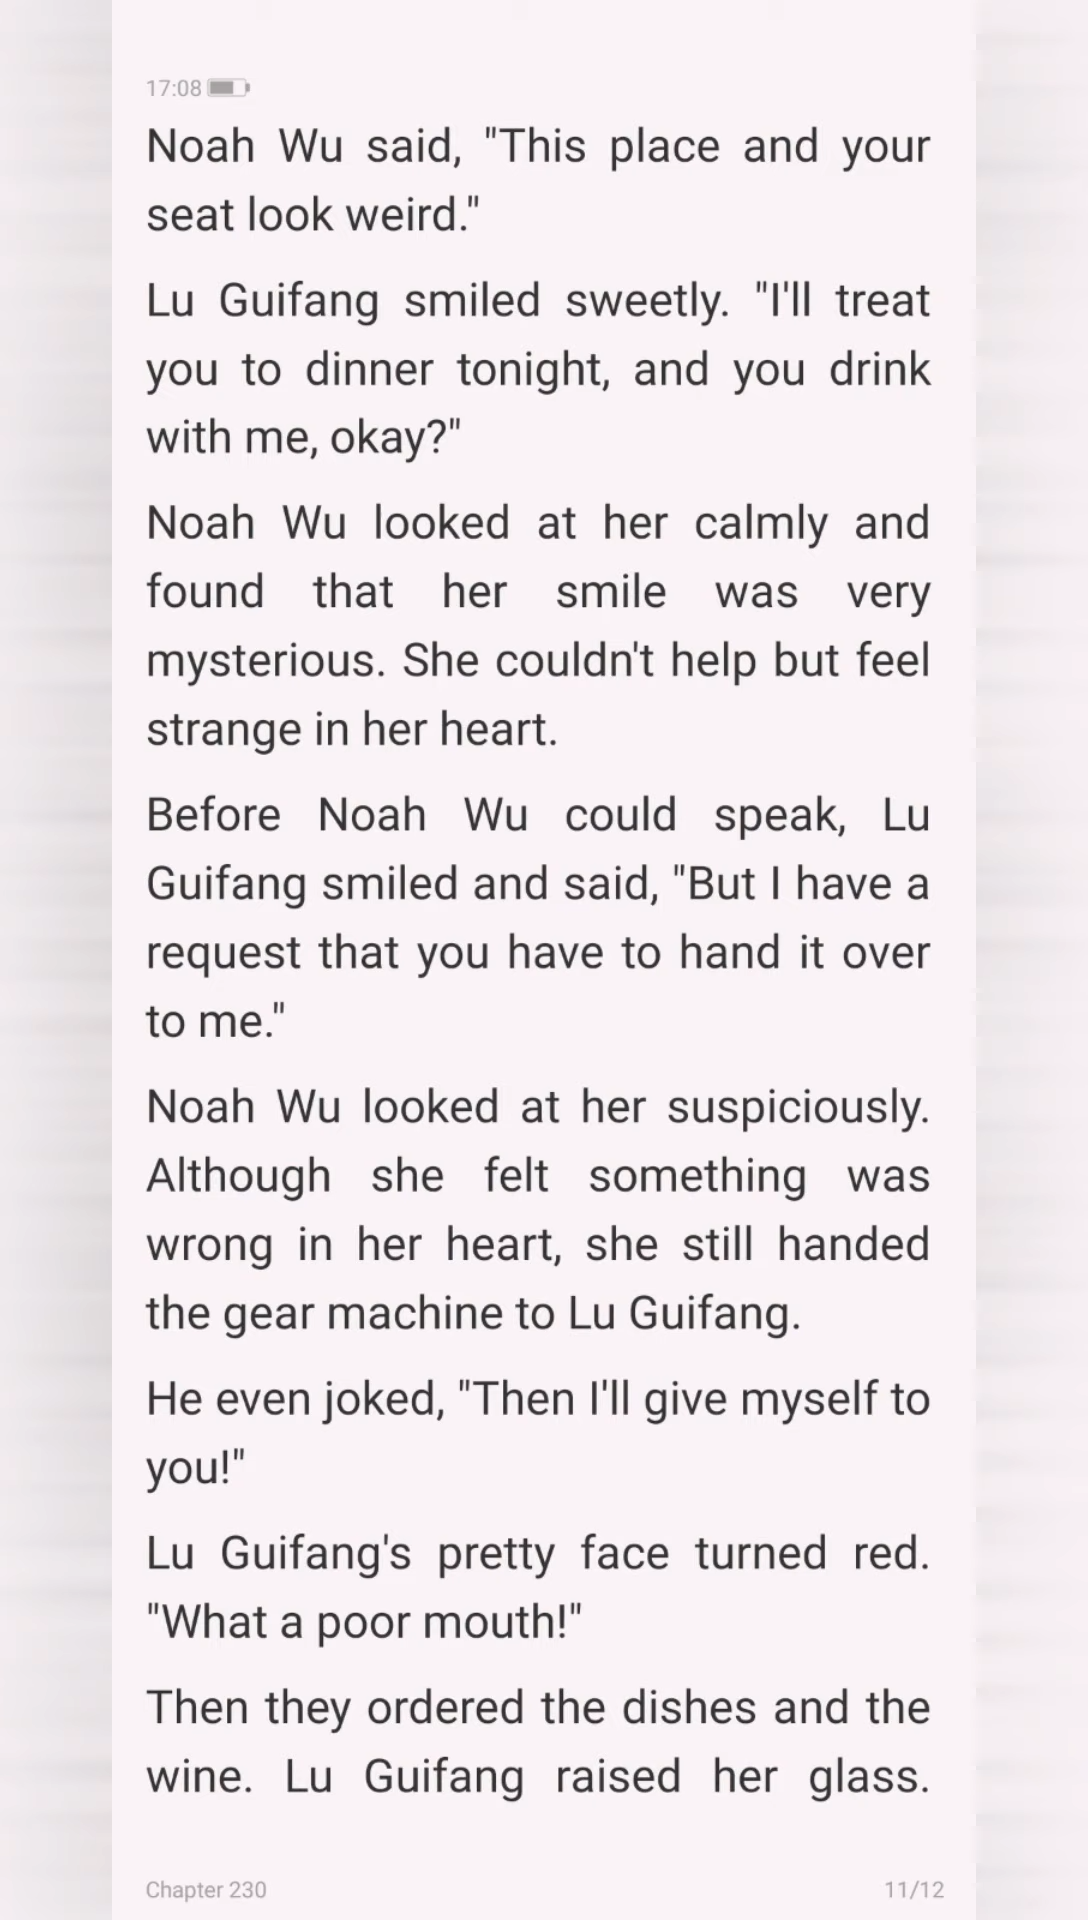 17:08
Noah Wu said, "This place and your
seat look weird."
Lu Guifang smiled sweetly. "I'll treat
you to dinner tonight, and you drink
with me, okay?"
Noah Wu looked at her calmly and
found that her smile was very
mysterious. She couldn't help but feel
strange in her heart.
Before Noah Wu could speak, Lu
Guifang smiled and said, "But I have a
request that you have to hand it over
to me."
Noah Wu looked at her suspiciously.
Although she felt something was
wrong in her heart, she still handed
the gear machine to Lu Guifang.
He even joked, "Then I'll give myself to
you!"
Lu Guifang's pretty face turned red.
"What a poor mouth!"
Then they ordered the dishes and the
wine. Lu Guifang raised her glass.
Chapter 230
11/12